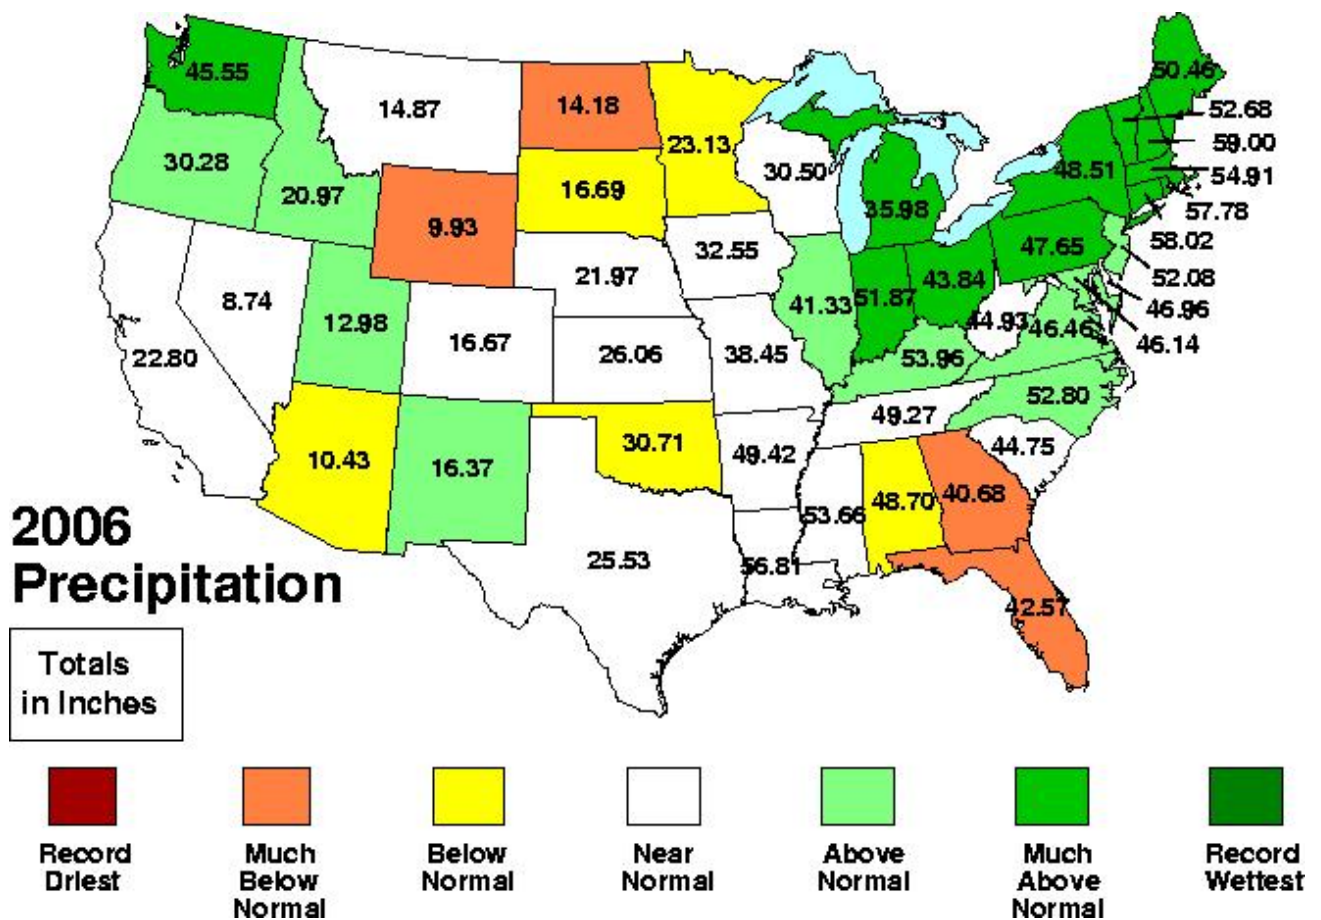 45.55
14.87
14.18
23.13
50.46
52.68
59.00
30.28
20.97
9.93
16.69
30.50
35.98
48.51
54.91
57.78
8.74
12.98
21.97
32.55
41.33
51.87
43.84
47.65
58.02
52.08
22.80
16.67
26.06
38.45
53.96
44.93
46.46
46.96
46.14
10.43
16.37
30.71
49.42
49.27
52.80
44.75
2006
Precipitation
25.53
56.81
53.66
48.70
40.68
42.57
Totals
in Inches
Record
Driest
Much
Below
Normal
Below
Normal
Near
Normal
Above
Normal
Much
Above
Normal
Record
Wettest